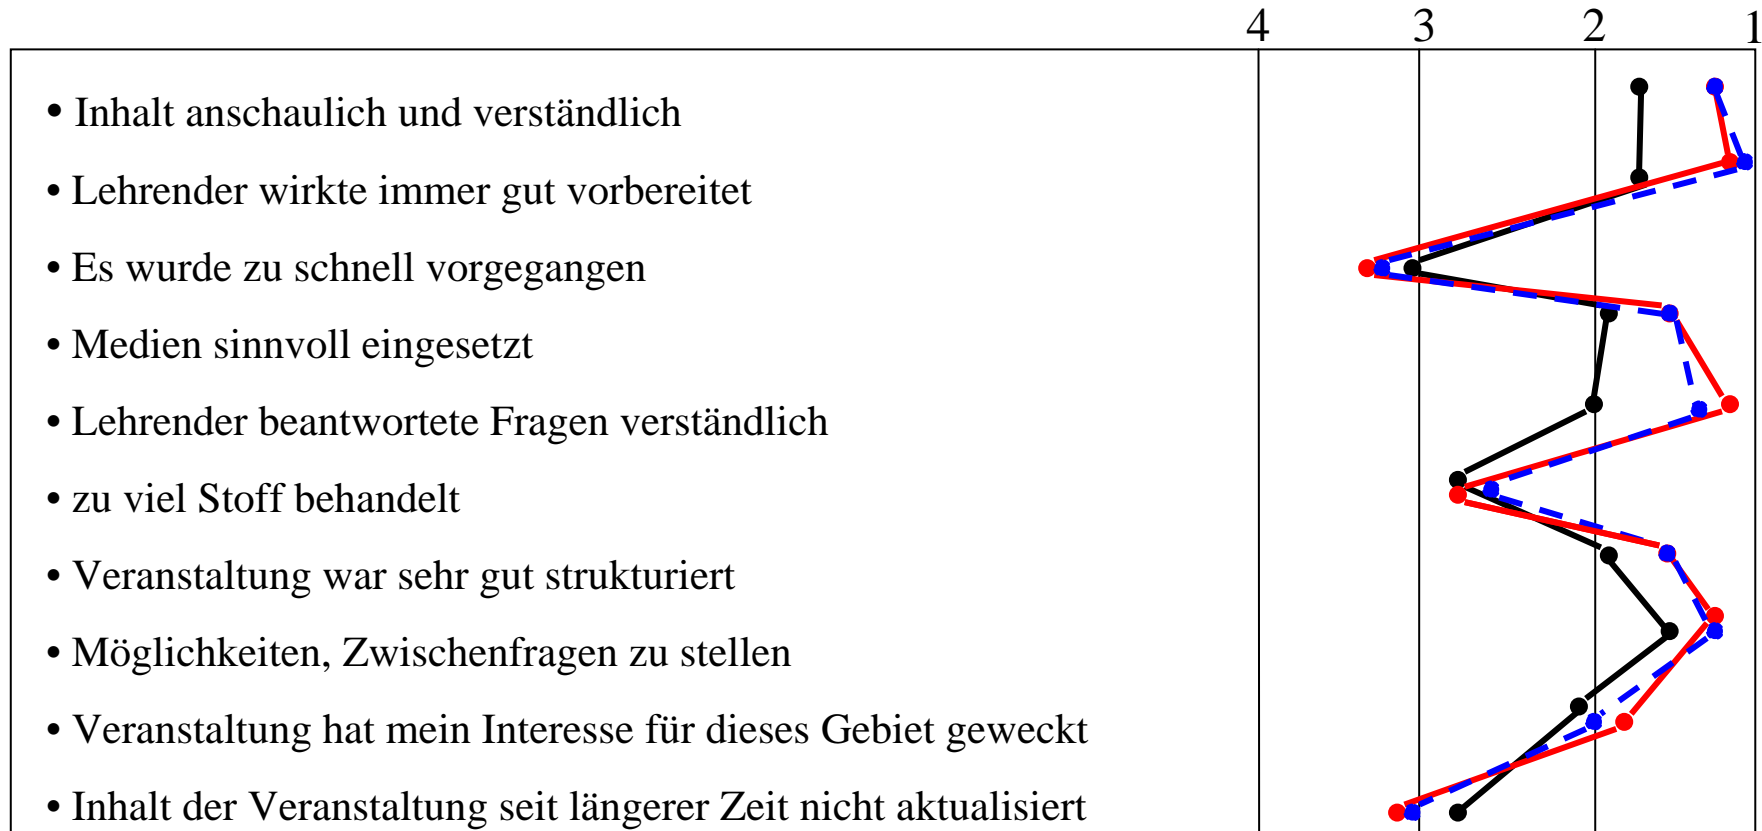 4 3 2 1
• Inhalt anschaulich und verständlich
• Lehrender wirkte immer gut vorbereitet
• Es wurde zu schnell vorgegangen
• Medien sinnvoll eingesetzt
• Lehrender beantwortete Fragen verständlich
• zu viel Stoff behandelt
• Veranstaltung war sehr gut strukturiert
• Möglichkeiten, Zwischenfragen zu stellen
• Veranstaltung hat mein Interesse für dieses Gebiet geweckt
• Inhalt der Veranstaltung seit längerer Zeit nicht aktualisiert